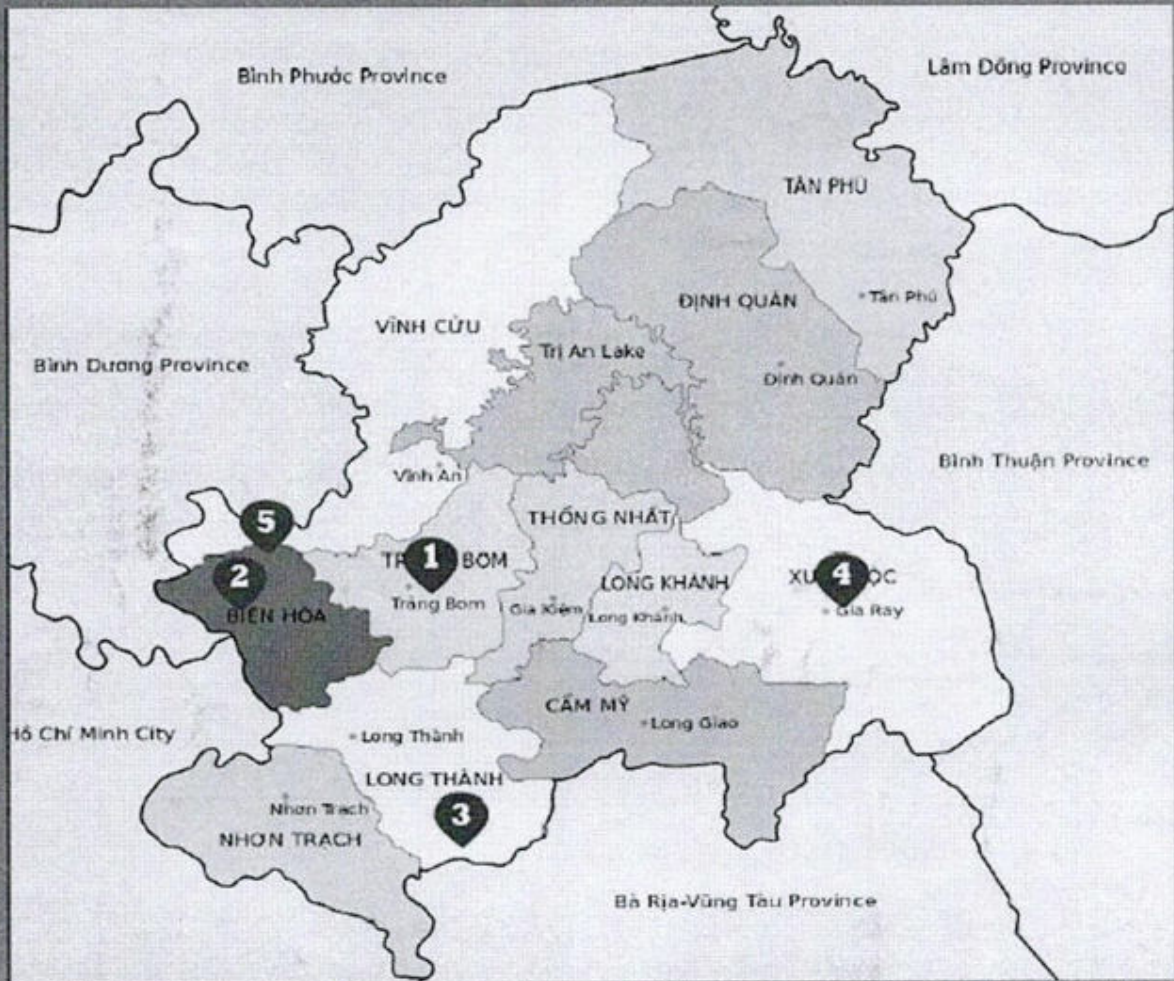 Bình Phước Province
Lâm Đồng Province
TÂN PHÚ
Tân Phú
ĐỊNH QUÁN
VĨNH CỬU
Trị An Lake
Bình Dương Province
Định Quán
Bình Thuận Province
Vĩnh An
5
THỐNG NHẤT
1
TR BOM
2
4
LONG KHÁNH
XU ỘC
Trảng Bom
Gia Kiệm
Long Khánh
Gia Ray
BIÊN HÒA
CẨM MỸ
Long Giao
Hồ Chí Minh City
Long Thành
LONG THÀNH
Nhơn Trạch
3
NHƠN TRẠCH
Bà Rịa-Vũng Tàu Province